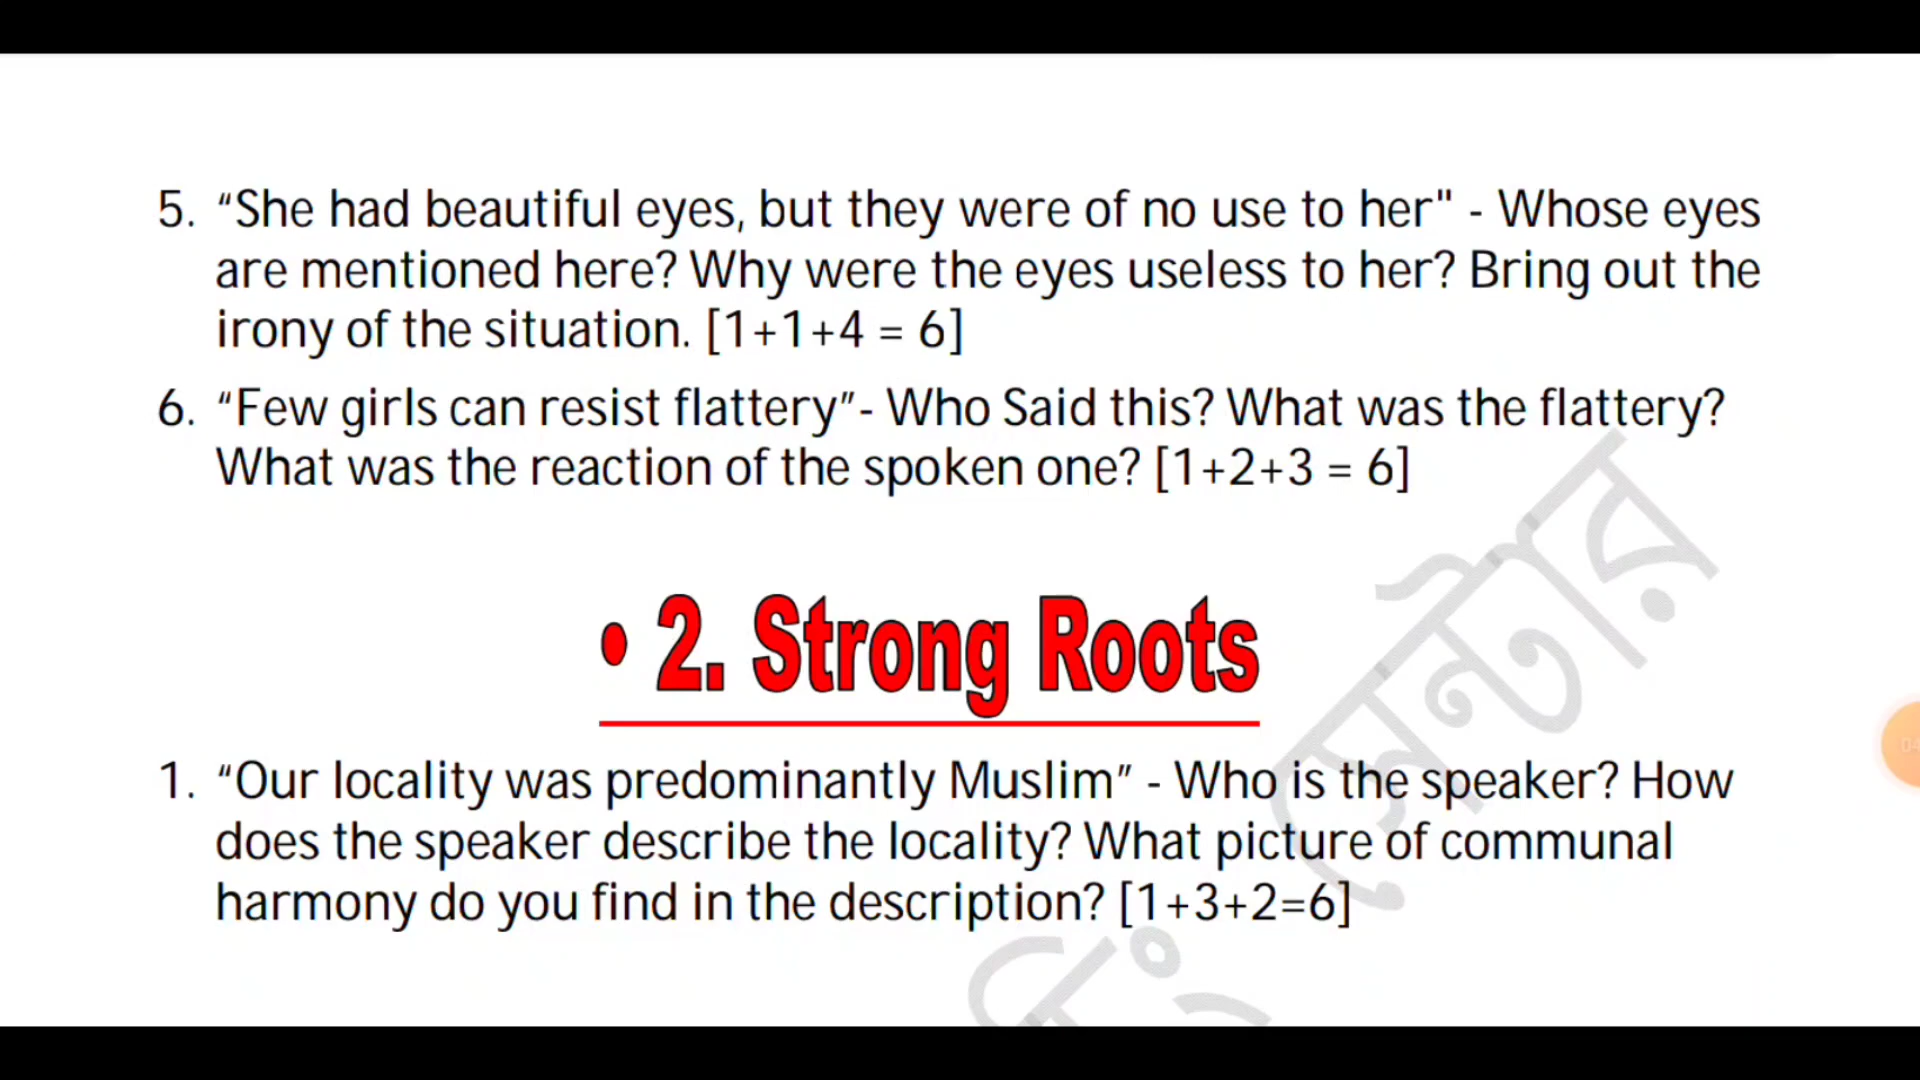 5. “She had beautiful eyes, but they were of no use to her" - Whose eyes
are mentioned here? Why were the eyes useless to her? Bring out the
irony of the situation. [1+1+4 = 6]
6. “Few girls can resist flattery”- Who Said this? What was the flattery?
What was the reaction of the spoken one? [1+2+3 = 6]
• 2. Strong Roots
1. “Our locality was predominantly Muslim” - Who is the speaker? How
does the speaker describe the locality? What picture of communal
harmony do you find in the description? [1+3+2=6]
সেন্টার
04